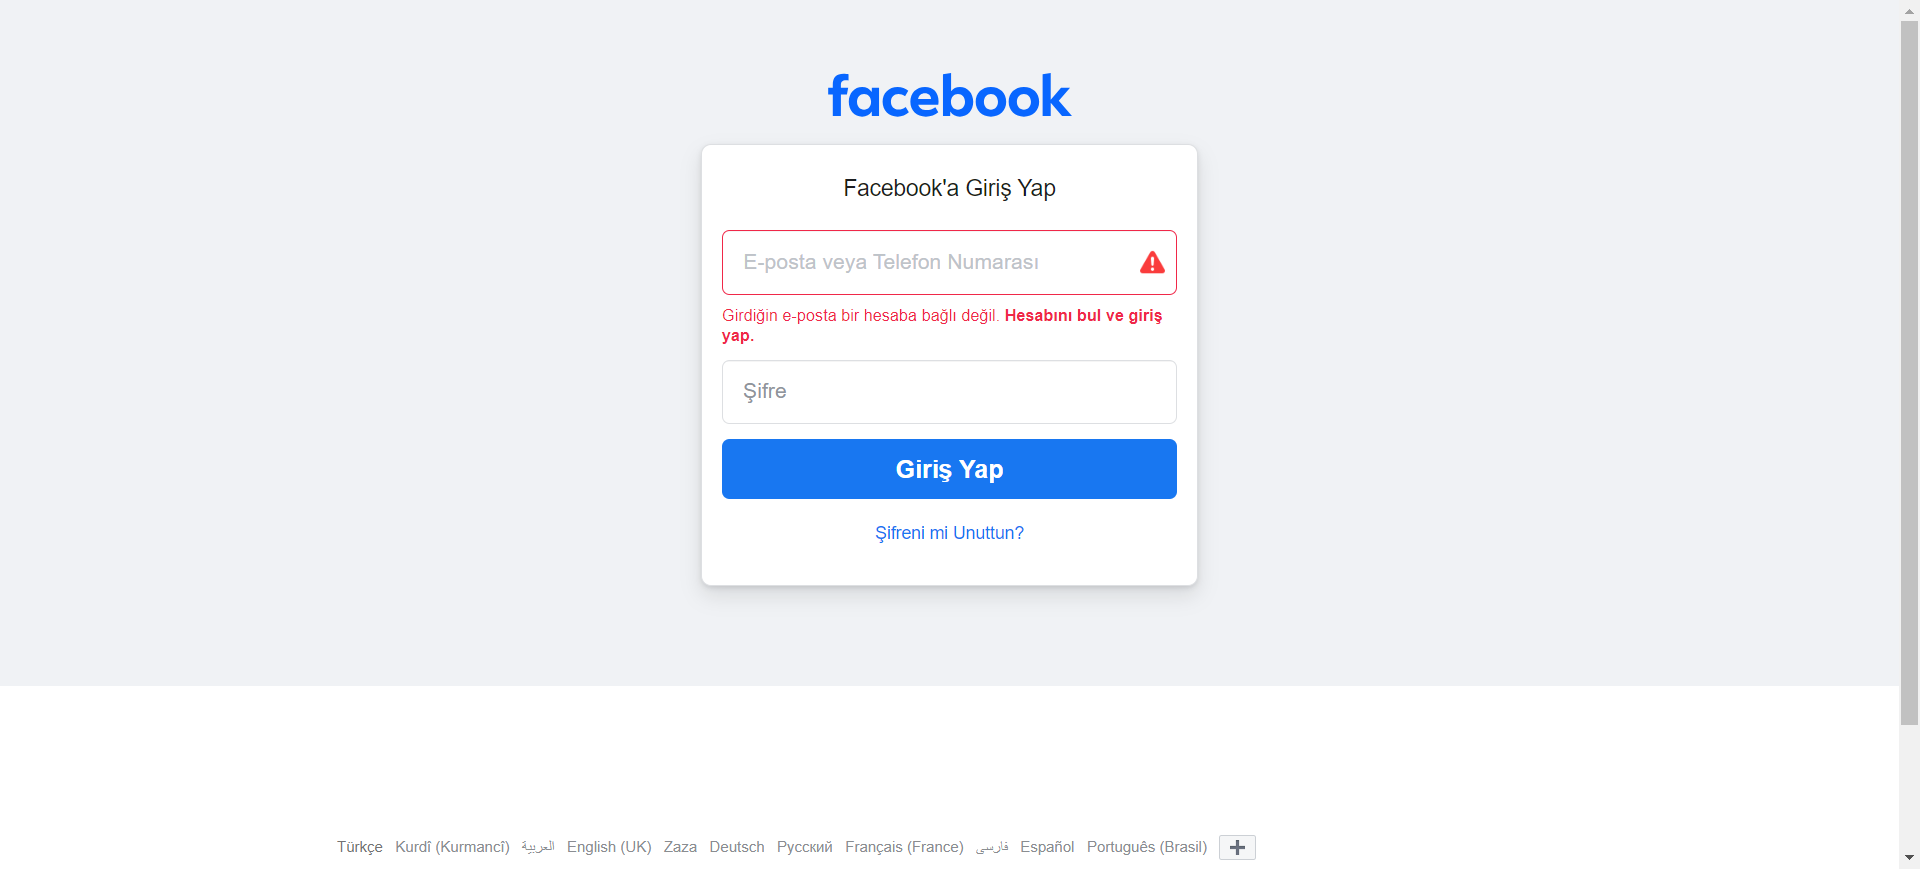 facebook
Facebook'a Giriş Yap
E-posta veya Telefon Numarası
Girdiğin e-posta bir hesaba bağlı değil. Hesabını bul ve giriş
yap.
Şifre
Giriş Yap
Şifreni mi Unuttun?
Türkçe Kurdî (Kurmancî) العربية English (UK) Zaza Deutsch Русский Français (France) فارسی Español Português (Brasil)